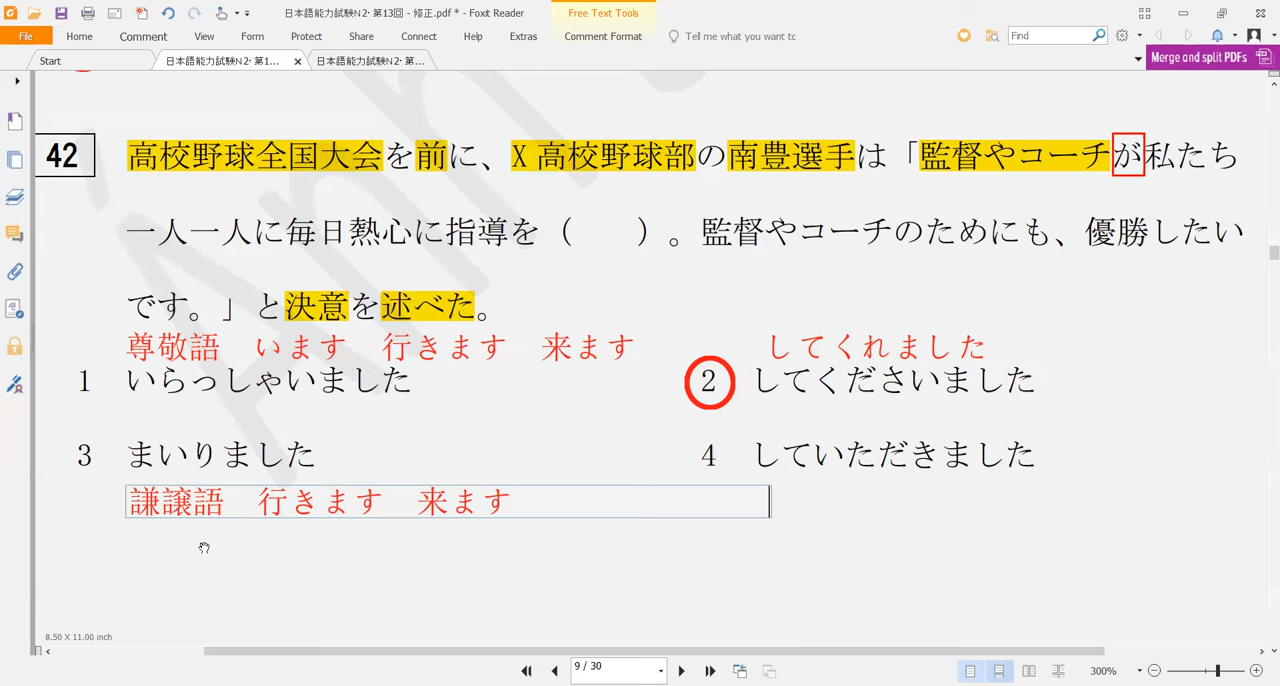 日本語能力試験N2・第13回 - 修正.pdf * - Foxit Reader
Free Text Tools
File Home Comment View Form Protect Share Connect Help Extras Comment Format Tell me what you want to Find
Start 日本語能力試験N2・第1... 日本語能力試験N2・第...
Merge and split PDFs
42 高校野球全国大会を前に、X高校野球部の南豊選手は「監督やコーチが私たち
一人一人に毎日熱心に指導を（　　）。監督やコーチのためにも、優勝したい
です。」と決意を述べた。
尊敬語　います　行きます　来ます　してくれました
1 いらっしゃいました 2 してくださいました
3 まいりました 4 していただきました
謙譲語　行きます　来ます
8.50 X 11.00 inch
9 / 30 300%